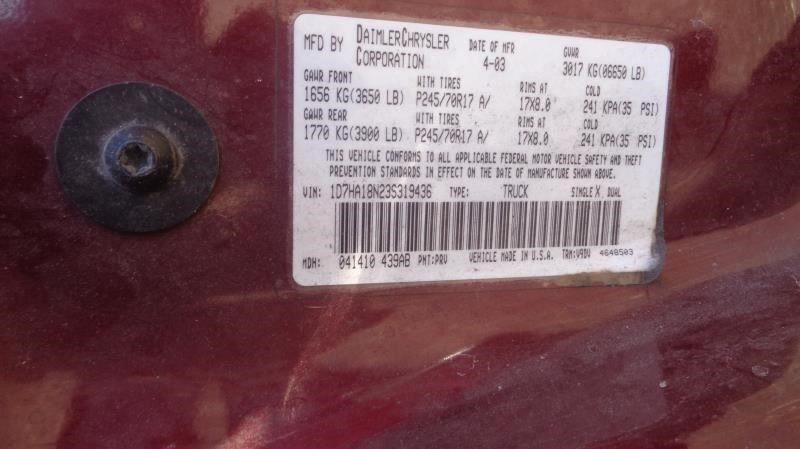 MFD BY DAIMLERCHRYSLER CORPORATION DATE OF MFR 4-03 GVWR 3017 KG(06650 LB)
GAWR FRONT WITH TIRES RIMS AT COLD
1656 KG(3650 LB) P245/70R17 A/ 17X8.0 241 KPA(35 PSI)
GAWR REAR WITH TIRES RIMS AT COLD
1770 KG(3900 LB) P245/70R17 A/ 17X8.0 241 KPA(35 PSI)
THIS VEHICLE CONFORMS TO ALL APPLICABLE FEDERAL MOTOR VEHICLE SAFETY AND THEFT
PREVENTION STANDARDS IN EFFECT ON THE DATE OF MANUFACTURE SHOWN ABOVE.
VIN: 1D7HA18N23S319436 TYPE: TRUCK SINGLE X DUAL
MDH: 041410 439AB PNT:PRV VEHICLE MADE IN U.S.A. TRM:V9DV 4648503